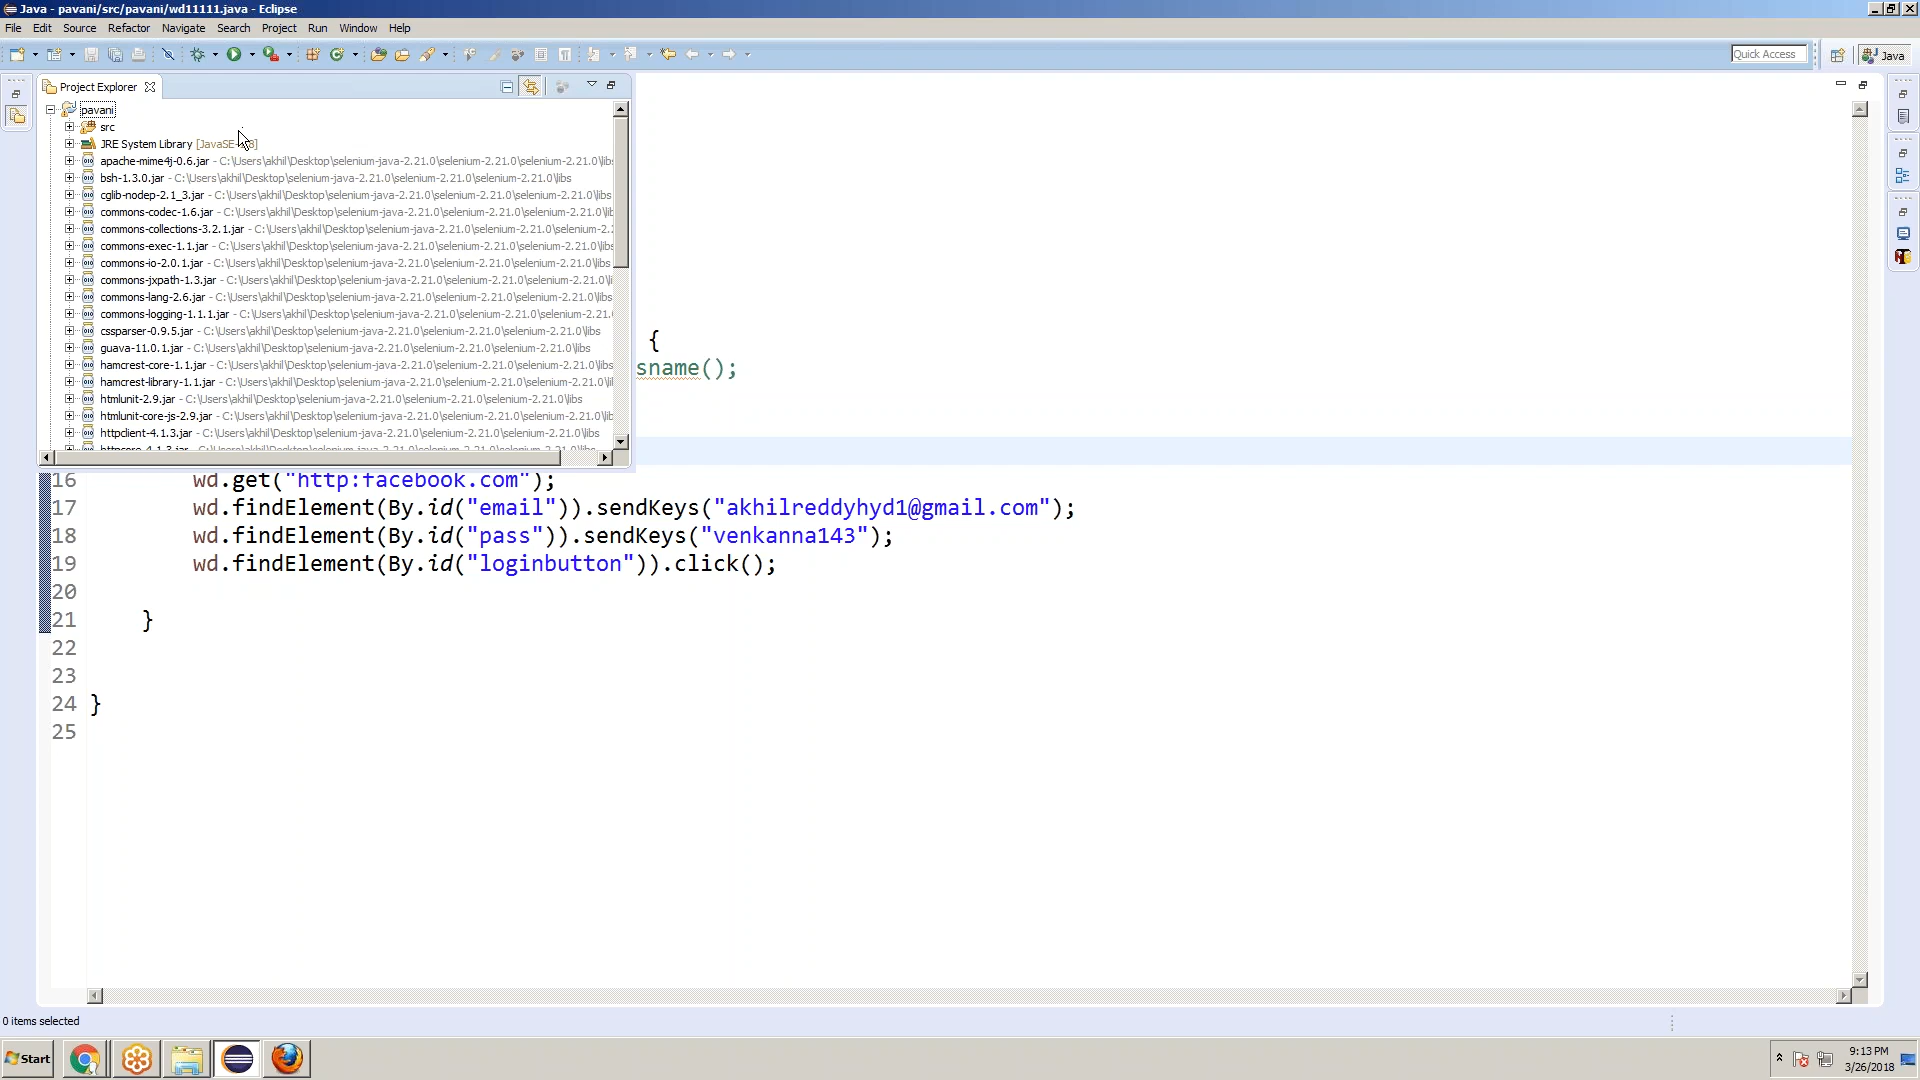 Java - pavani/src/pavani/wd11111.java - Eclipse
File Edit Source Refactor Navigate Search Project Run Window Help
Quick Access Java
Project Explorer
pavani
src
JRE System Library
apache-mime4j-0.6.jar - C:\Users\akhil\Desktop\selenium-java-2.21.0\selenium-2.21.0\selenium-2.21.0\lib
bsh-1.3.0.jar - C:\Users\akhil\Desktop\selenium-java-2.21.0\selenium-2.21.0\selenium-2.21.0\libs
cglib-nodep-2.1_3.jar - C:\Users\akhil\Desktop\selenium-java-2.21.0\selenium-2.21.0\selenium-2.21.0\libs
commons-codec-1.6.jar - C:\Users\akhil\Desktop\selenium-java-2.21.0\selenium-2.21.0\selenium-2.21.0\lib
commons-collections-3.2.1.jar - C:\Users\akhil\Desktop\selenium-java-2.21.0\selenium-2.21.0\selenium-2.
commons-exec-1.1.jar - C:\Users\akhil\Desktop\selenium-java-2.21.0\selenium-2.21.0\selenium-2.21.0\libs
commons-io-2.0.1.jar - C:\Users\akhil\Desktop\selenium-java-2.21.0\selenium-2.21.0\selenium-2.21.0\libs
commons-jxpath-1.3.jar - C:\Users\akhil\Desktop\selenium-java-2.21.0\selenium-2.21.0\selenium-2.21.0\li
commons-lang-2.6.jar - C:\Users\akhil\Desktop\selenium-java-2.21.0\selenium-2.21.0\selenium-2.21.0\libs
commons-logging-1.1.1.jar - C:\Users\akhil\Desktop\selenium-java-2.21.0\selenium-2.21.0\selenium-2.21.0
cssparser-0.9.5.jar - C:\Users\akhil\Desktop\selenium-java-2.21.0\selenium-2.21.0\selenium-2.21.0\libs
guava-11.0.1.jar - C:\Users\akhil\Desktop\selenium-java-2.21.0\selenium-2.21.0\selenium-2.21.0\libs
hamcrest-core-1.1.jar - C:\Users\akhil\Desktop\selenium-java-2.21.0\selenium-2.21.0\selenium-2.21.0\libs
hamcrest-library-1.1.jar - C:\Users\akhil\Desktop\selenium-java-2.21.0\selenium-2.21.0\selenium-2.21.0\li
htmlunit-2.9.jar - C:\Users\akhil\Desktop\selenium-java-2.21.0\selenium-2.21.0\selenium-2.21.0\libs
htmlunit-core-js-2.9.jar - C:\Users\akhil\Desktop\selenium-java-2.21.0\selenium-2.21.0\selenium-2.21.0\lib
httpclient-4.1.3.jar - C:\Users\akhil\Desktop\selenium-java-2.21.0\selenium-2.21.0\selenium-2.21.0\libs
{
sname();
16 wd.get("http:facebook.com");
17 wd.findElement(By.id("email")).sendKeys("akhilreddyhyd1@gmail.com");
18 wd.findElement(By.id("pass")).sendKeys("venkanna143");
19 wd.findElement(By.id("loginbutton")).click();
20
21 }
22
23
24 }
25
0 items selected
Start
9:13 PM
3/26/2018